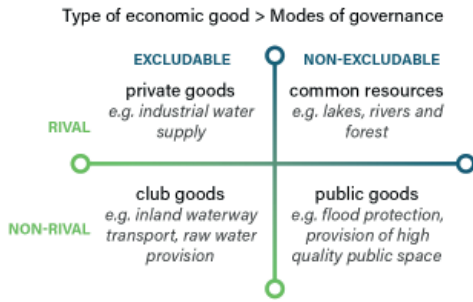 Type of economic good > Modes of governance
EXCLUDABLE
NON-EXCLUDABLE
private goods
e.g. industrial water
supply
common resources
e.g. lakes, rivers and
forest
RIVAL
club goods
e.g. inland waterway
transport, raw water
provision
public goods
e.g. flood protection,
provision of high
quality public space
NON-RIVAL